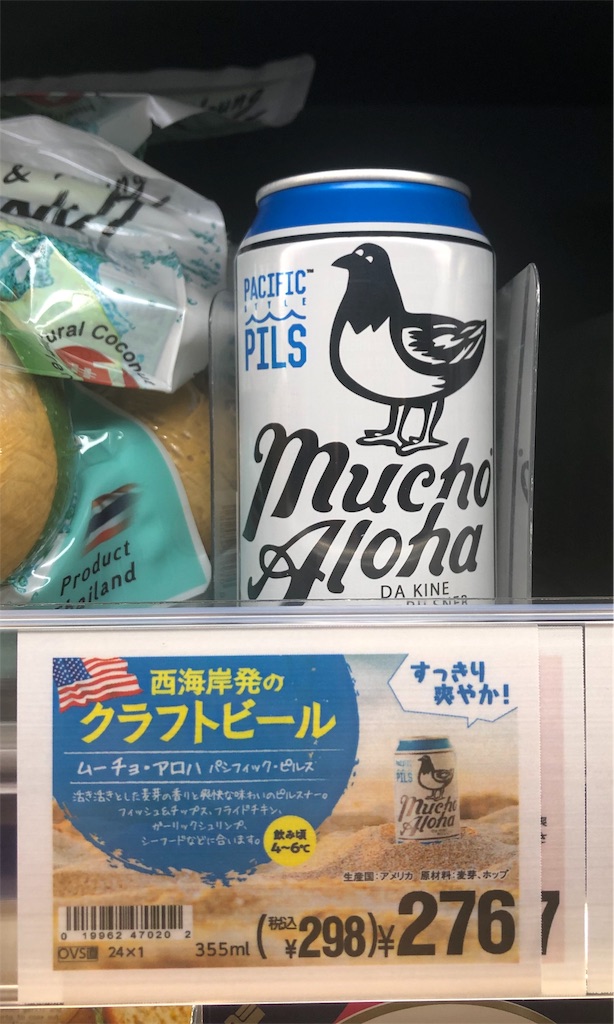 &
ural Coconut
Product
ailand
PACIFIC™
STYLE
PILS
Mucho
Aloha
DA KINE
PILSNER
西海岸発の
クラフトビール
ムーチョ・アロハ パシフィック・ピルス
活き活きとした麦芽の香りと爽快な味わいのピルスナー。
フィッシュ&チップス、フライドチキン、
ガーリックシュリンプ、
シーフードなどに合います。
飲み頃
4~6℃
すっきり
爽やか!
PACIFIC
PILS
Mucho
Aloha
生産国:アメリカ 原材料:麦芽、ホップ
0 19962 47020 2
OVS直 24×1 355ml (税込¥298)¥276
7